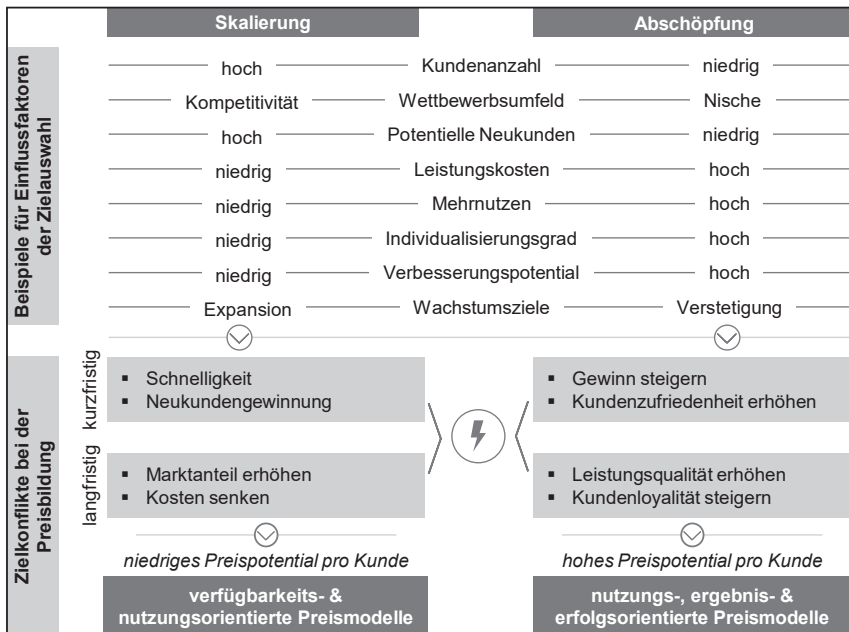 Skalierung Abschöpfung
Beispiele für Einflussfaktoren
der Zielauswahl
hoch Kundenanzahl niedrig
Kompetitivität Wettbewerbsumfeld Nische
hoch Potentielle Neukunden niedrig
niedrig Leistungskosten hoch
niedrig Mehrnutzen hoch
niedrig Individualisierungsgrad hoch
niedrig Verbesserungspotential hoch
Expansion Wachstumsziele Verstetigung
Zielkonflikte bei der
Preisbildung
kurzfristig
▪ Schnelligkeit
▪ Neukundengewinnung
▪ Gewinn steigern
▪ Kundenzufriedenheit erhöhen
langfristig
▪ Marktanteil erhöhen
▪ Kosten senken
▪ Leistungsqualität erhöhen
▪ Kundenloyalität steigern
niedriges Preispotential pro Kunde
hohes Preispotential pro Kunde
verfügbarkeits- &
nutzungsorientierte Preismodelle
nutzungs-, ergebnis- &
erfolgsorientierte Preismodelle